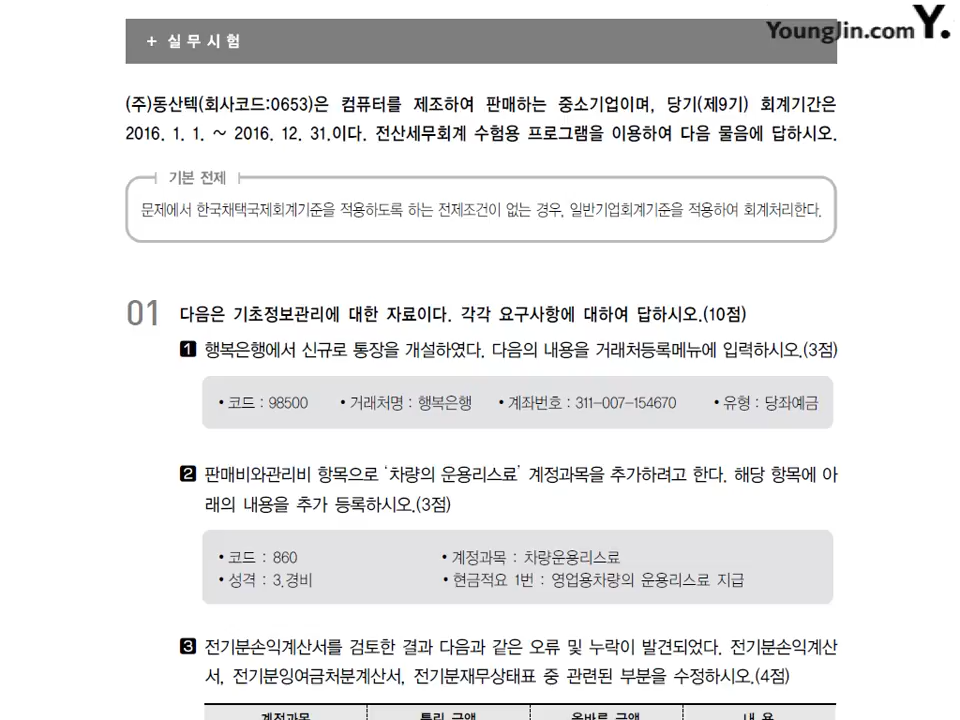 + 실무시험
YoungJin.com Y.
(주)동산텍(회사코드:0653)은 컴퓨터를 제조하여 판매하는 중소기업이며, 당기(제9기) 회계기간은
2016. 1. 1. ~ 2016. 12. 31.이다. 전산세무회계 수험용 프로그램을 이용하여 다음 물음에 답하시오.
기본 전제
문제에서 한국채택국제회계기준을 적용하도록 하는 전제조건이 없는 경우, 일반기업회계기준을 적용하여 회계처리한다.
01 다음은 기초정보관리에 대한 자료이다. 각각 요구사항에 대하여 답하시오.(10점)
1 행복은행에서 신규로 통장을 개설하였다. 다음의 내용을 거래처등록메뉴에 입력하시오.(3점)
• 코드 : 98500 • 거래처명 : 행복은행 • 계좌번호 : 311-007-154670 • 유형 : 당좌예금
2 판매비와관리비 항목으로 ‘차량의 운용리스료’ 계정과목을 추가하려고 한다. 해당 항목에 아
래의 내용을 추가 등록하시오.(3점)
• 코드 : 860 • 계정과목 : 차량운용리스료
• 성격 : 3.경비 • 현금적요 1번 : 영업용차량의 운용리스료 지급
3 전기분손익계산서를 검토한 결과 다음과 같은 오류 및 누락이 발견되었다. 전기분손익계산
서, 전기분잉여금처분계산서, 전기분재무상태표 중 관련된 부분을 수정하시오.(4점)
계정과목 틀린 금액 올바른 금액 내 용